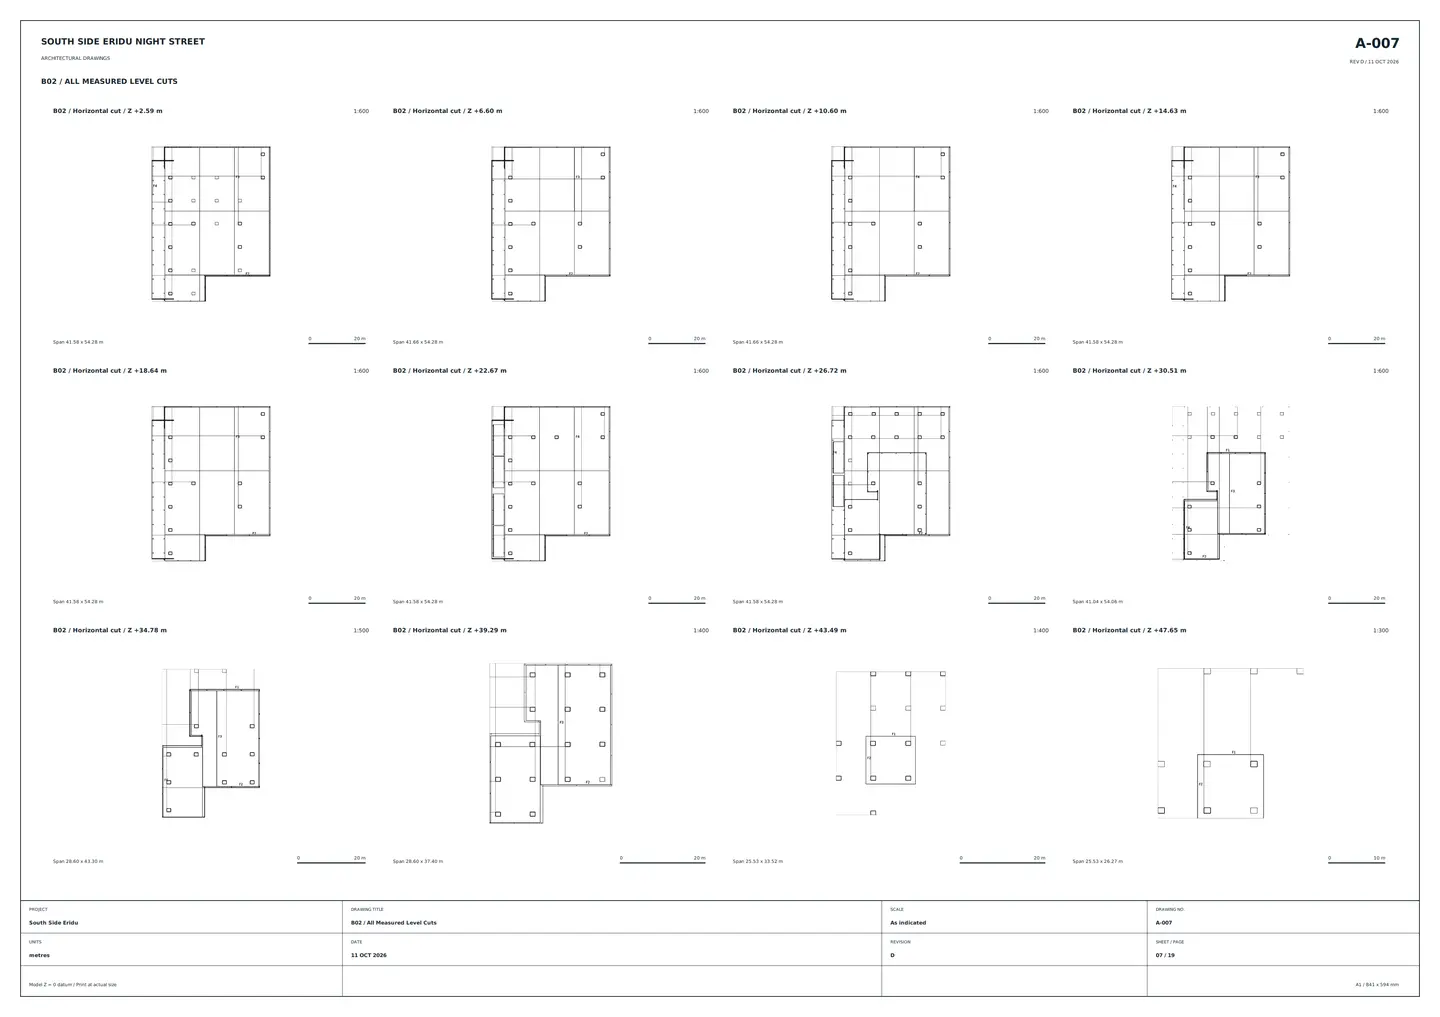 SOUTH SIDE ERIDU NIGHT STREET
A-007
ARCHITECTURAL DRAWINGS
REV D / 11 OCT 2026
B02 / ALL MEASURED LEVEL CUTS
B02 / Horizontal cut / Z +2.59 m
1:600
B02 / Horizontal cut / Z +6.60 m
1:600
B02 / Horizontal cut / Z +10.60 m
1:600
B02 / Horizontal cut / Z +14.63 m
1:600
Span 41.58 x 54.28 m
0 20 m
Span 41.66 x 54.28 m
0 20 m
Span 41.66 x 54.28 m
0 20 m
Span 41.58 x 54.28 m
0 20 m
B02 / Horizontal cut / Z +18.64 m
1:600
B02 / Horizontal cut / Z +22.67 m
1:600
B02 / Horizontal cut / Z +26.72 m
1:600
B02 / Horizontal cut / Z +30.51 m
1:600
Span 41.58 x 54.28 m
0 20 m
Span 41.58 x 54.28 m
0 20 m
Span 41.58 x 54.28 m
0 20 m
Span 41.04 x 54.06 m
0 20 m
B02 / Horizontal cut / Z +34.78 m
1:500
B02 / Horizontal cut / Z +39.29 m
1:400
B02 / Horizontal cut / Z +43.49 m
1:400
B02 / Horizontal cut / Z +47.65 m
1:300
Span 28.60 x 43.30 m
0 20 m
Span 28.60 x 37.40 m
0 20 m
Span 25.53 x 33.52 m
0 20 m
Span 25.53 x 26.27 m
0 10 m
PROJECT
South Side Eridu
DRAWING TITLE
B02 / All Measured Level Cuts
SCALE
As indicated
DRAWING NO
A-007
UNITS
metres
DATE
11 OCT 2026
REVISION
D
SHEET / PAGE
07 / 19
Model Z = 0 datum / Print at actual size
A1 / 841 x 594 mm